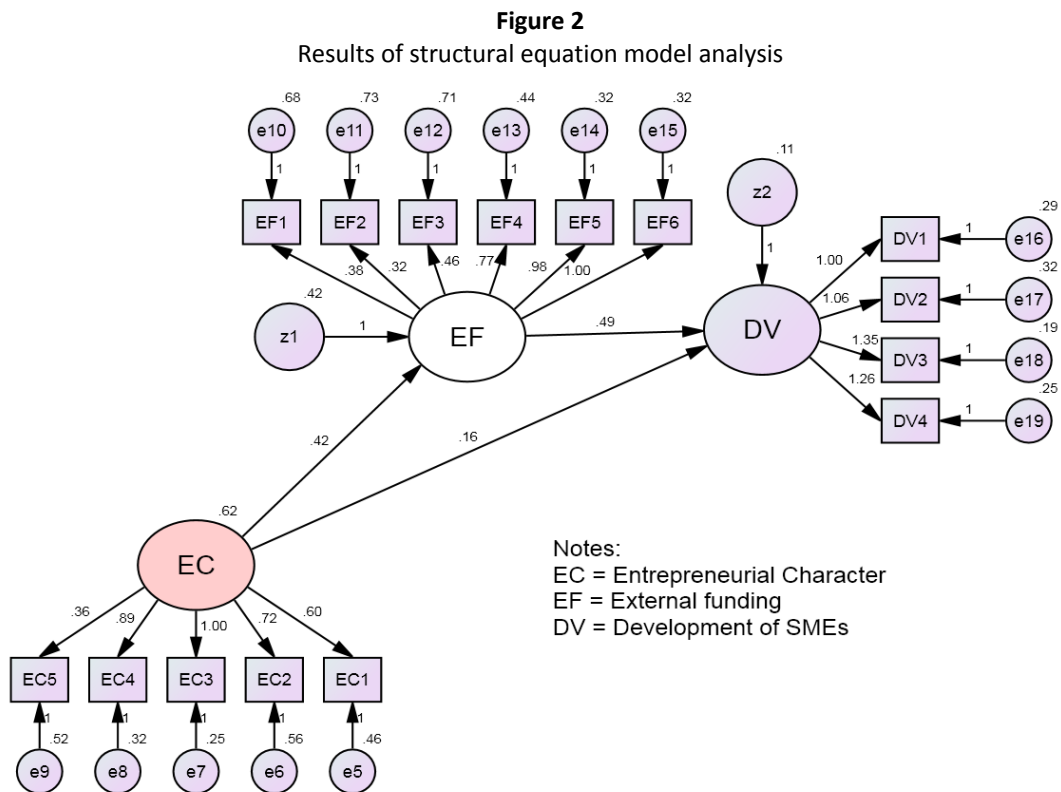 Figure 2
Results of structural equation model analysis
.68 .73 .71 .44 .32 .32
e10 e11 e12 e13 e14 e15
.11
z2
1 1 1 1 1 1
EF1 EF2 EF3 EF4 EF5 EF6
.29
DV1 1 e16
1
.38 .32 .46 .77 .98 1.00
1.00
.32
DV2 1 e17
1.06
.42
z1 1 EF .49 DV
.19
1.35 DV3 1 e18
1.26
.25
DV4 1 e19
.42 .16
.62
EC
Notes:
EC = Entrepreneurial Character
EF = External funding
DV = Development of SMEs
.36 .89 1.00 .72 .60
EC5 EC4 EC3 EC2 EC1
1 1 1 1 1
.52 .32 .25 .56 .46
e9 e8 e7 e6 e5